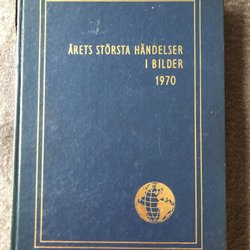 ÅRETS STÖRSTA HÄNDELSER
I BILDER
1970